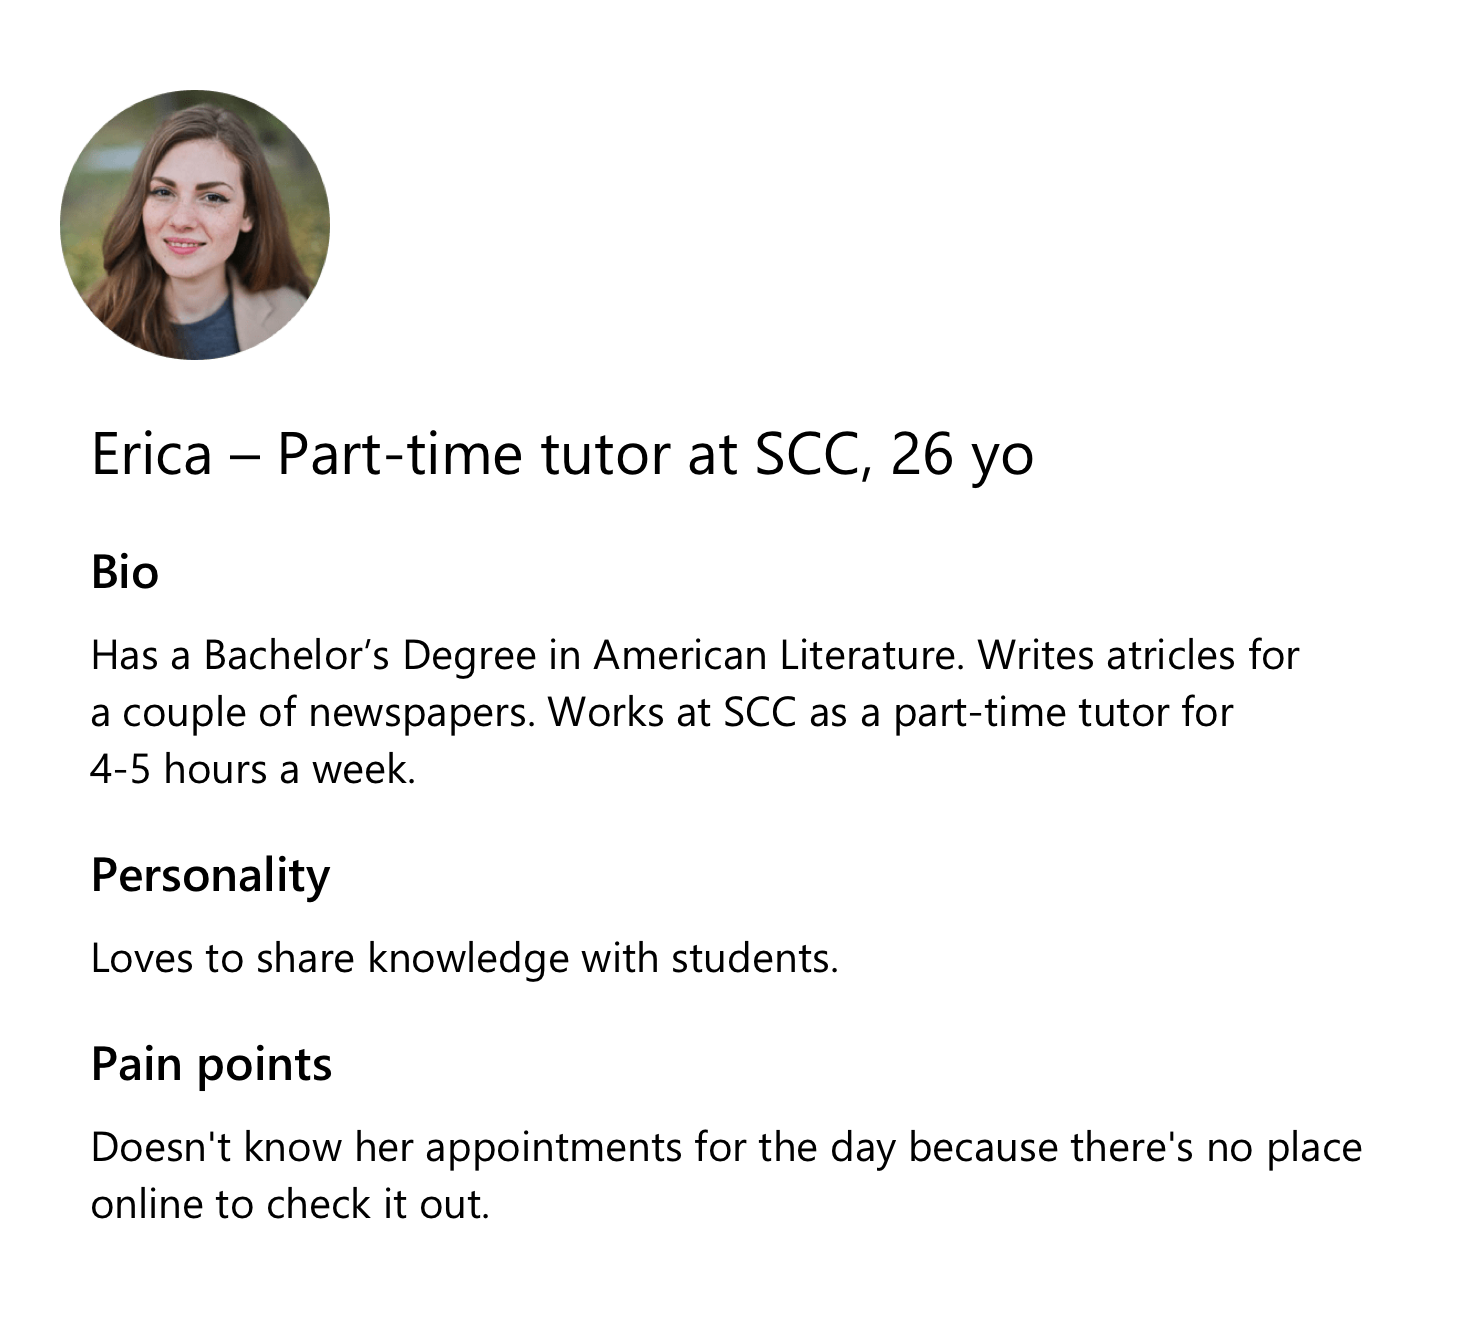 Erica – Part-time tutor at SCC, 26 yo
Bio
Has a Bachelor’s Degree in American Literature. Writes atricles for
a couple of newspapers. Works at SCC as a part-time tutor for
4-5 hours a week.
Personality
Loves to share knowledge with students.
Pain points
Doesn't know her appointments for the day because there's no place
online to check it out.